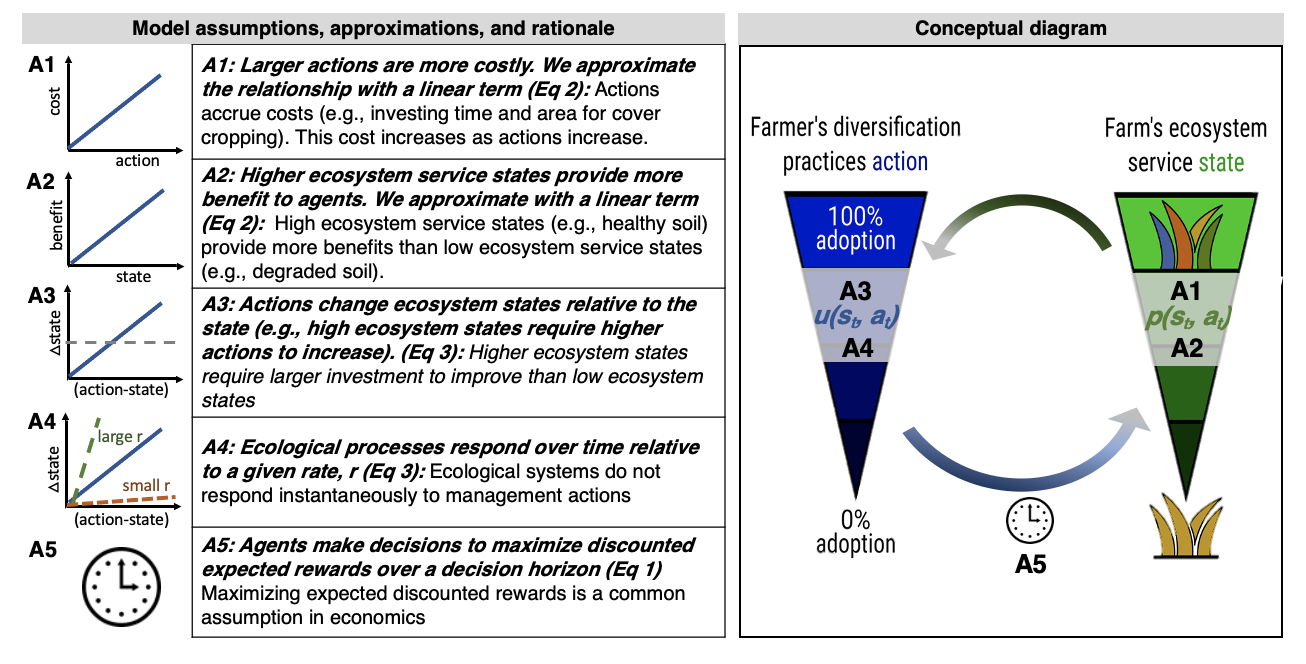 Model assumptions, approximations, and rationale
A1
cost
action
A1: Larger actions are more costly. We approximate
the relationship with a linear term (Eq 2): Actions
accrue costs (e.g., investing time and area for cover
cropping). This cost increases as actions increase.
A2
benefit
state
A2: Higher ecosystem service states provide more
benefit to agents. We approximate with a linear term
(Eq 2): High ecosystem service states (e.g., healthy soil)
provide more benefits than low ecosystem service states
(e.g., degraded soil).
A3
Δstate
(action-state)
A3: Actions change ecosystem states relative to the
state (e.g., high ecosystem states require higher
actions to increase). (Eq 3): Higher ecosystem states
require larger investment to improve than low ecosystem
states
A4
Δstate
large r
small r
(action-state)
A4: Ecological processes respond over time relative
to a given rate, r (Eq 3): Ecological systems do not
respond instantaneously to management actions
A5
A5: Agents make decisions to maximize discounted
expected rewards over a decision horizon (Eq 1)
Maximizing expected discounted rewards is a common
assumption in economics
Conceptual diagram
Farmer's diversification
practices action
100%
adoption
A3
u(sₜ, aₜ)
A4
0%
adoption
Farm's ecosystem
service state
A1
p(sₜ, aₜ)
A2
A5